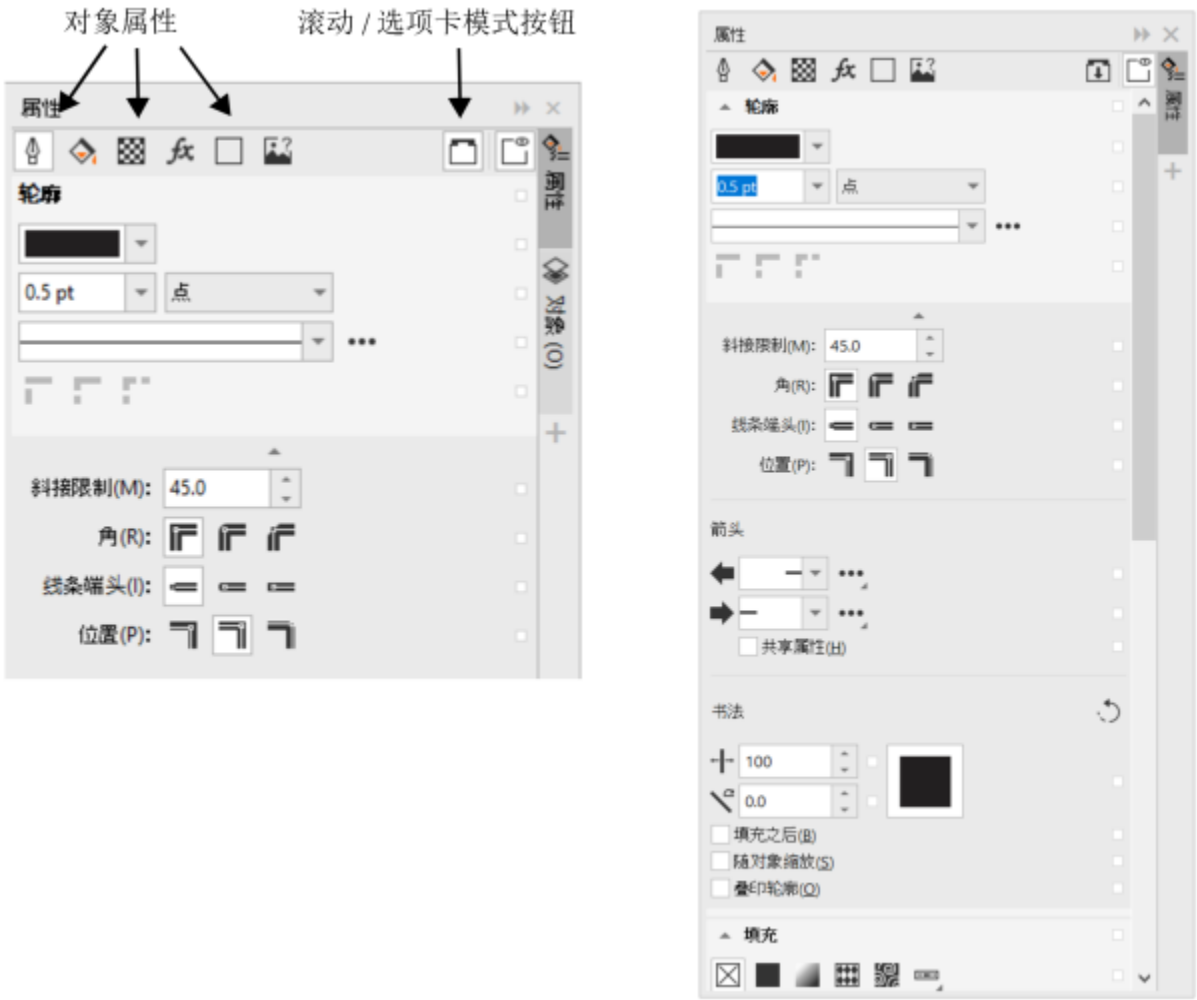 对象属性
滚动 / 选项卡模式按钮
属性
轮廓
0.5 pt
点
斜接限制(M):
45.0
角(R):
线条端头(I):
位置(P):
属性
对象 (O)
属性
轮廓
0.5 pt
点
斜接限制(M):
45.0
角(R):
线条端头(I):
位置(P):
箭头
共享属性(H)
书法
100
0.0
填充之后(B)
随对象缩放(S)
叠印轮廓(O)
填充
属性